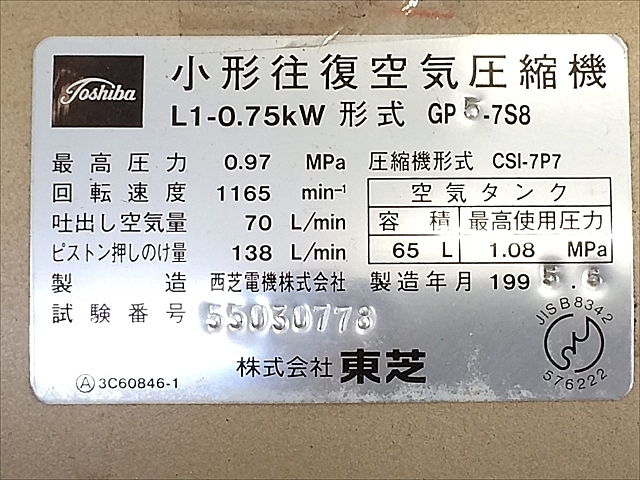 Toshiba
小形往復空気圧縮機
L1-0.75kW 形式 GP5-7S8
最高圧力 0.97 MPa
回転速度 1165 min-1
吐出し空気量 70 L/min
ピストン押しのけ量 138 L/min
圧縮機形式 CSI-7P7
空気タンク
容積 最高使用圧力
65 L 1.08 MPa
製造 西芝電機株式会社 製造年月 1995.6
試験番号 55030778
JIS B8342
576222
株式会社 東芝
Ⓐ3C60846-1